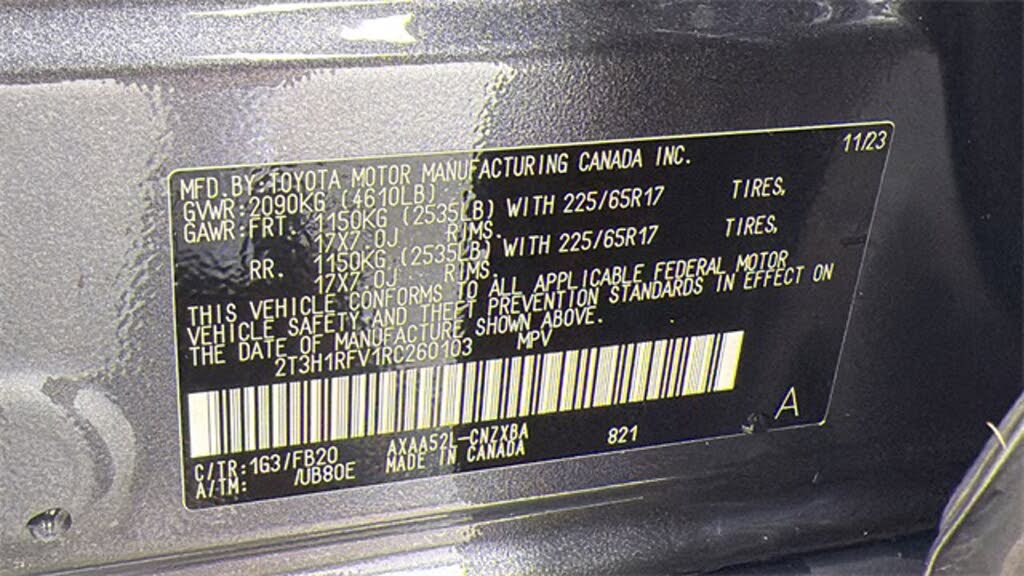 11/23
MFD.BY:TOYOTA MOTOR MANUFACTURING CANADA INC.
GVWR:2090KG (4610LB)
GAWR:FRT. 1150KG (2535LB) WITH 225/65R17 TIRES,
17X7.0J RIMS.
RR. 1150KG (2535LB) WITH 225/65R17 TIRES,
17X7.0J RIMS.
THIS VEHICLE CONFORMS TO ALL APPLICABLE FEDERAL MOTOR
VEHICLE SAFETY AND THEFT PREVENTION STANDARDS IN EFFECT ON
THE DATE OF MANUFACTURE SHOWN ABOVE.
2T3H1RFV1RC260103 MPV
A
C/TR:163/FB20 AXAA52L-CNZXBA 821
A/TM: /UB80E MADE IN CANADA